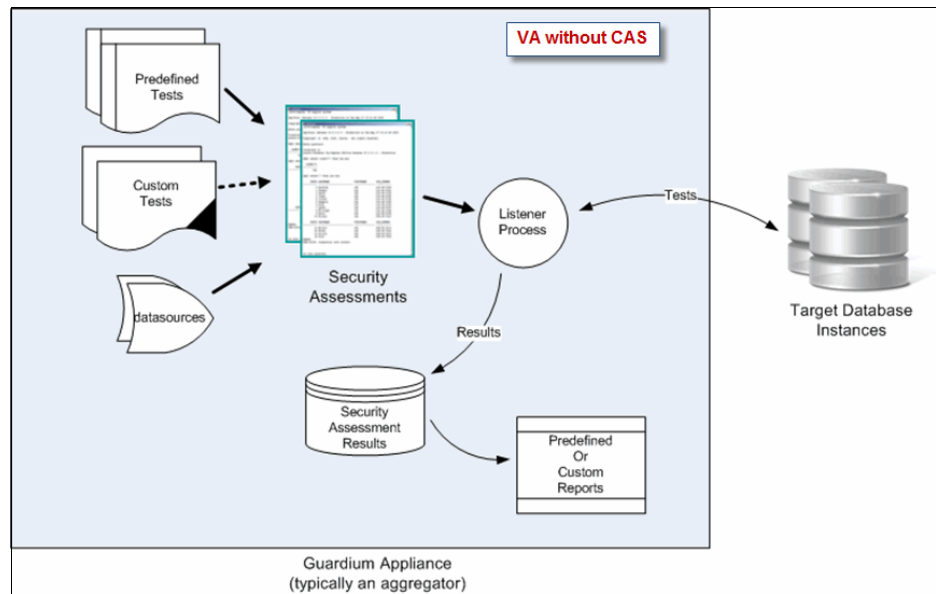 VA without CAS
Predefined
Tests
Custom
Tests
datasources
Security
Assessments
Listener
Process
Tests
Target Database
Instances
Results
Security
Assessment
Results
Predefined
Or
Custom
Reports
Guardium Appliance
(typically an aggregator)